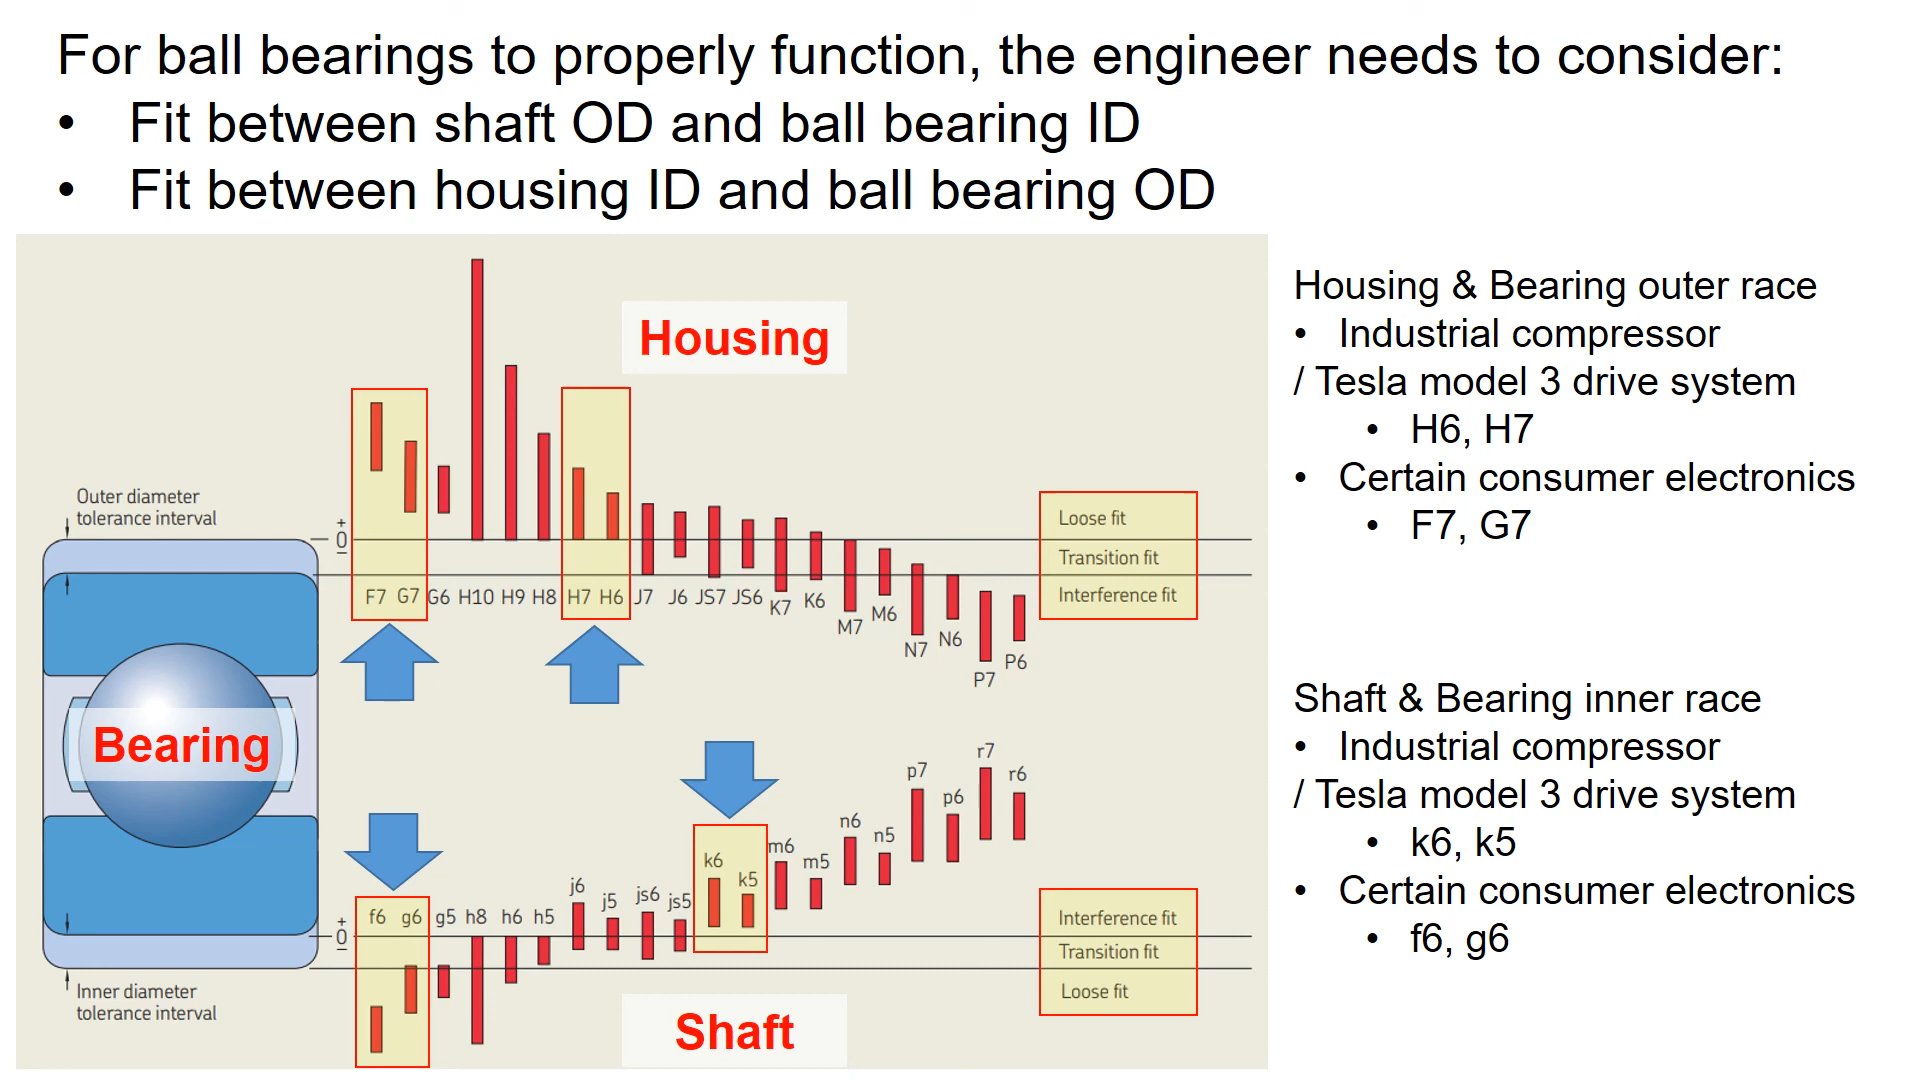 For ball bearings to properly function, the engineer needs to consider:
• Fit between shaft OD and ball bearing ID
• Fit between housing ID and ball bearing OD
Housing
Outer diameter
tolerance interval
+
0
−
F7 G7 G6 H10 H9 H8 H7 H6 J7 J6 JS7 JS6 K7 K6 M7 M6 N7 N6 P7 P6
Loose fit
Transition fit
Interference fit
Bearing
f6 g6 g5 h8 h6 h5 j6 j5 js6 js5 k6 k5 m6 m5 n6 n5 p7 p6 r7 r6
+
0
−
Interference fit
Transition fit
Loose fit
Inner diameter
tolerance interval
Shaft
Housing & Bearing outer race
• Industrial compressor
/ Tesla model 3 drive system
• H6, H7
• Certain consumer electronics
• F7, G7
Shaft & Bearing inner race
• Industrial compressor
/ Tesla model 3 drive system
• k6, k5
• Certain consumer electronics
• f6, g6